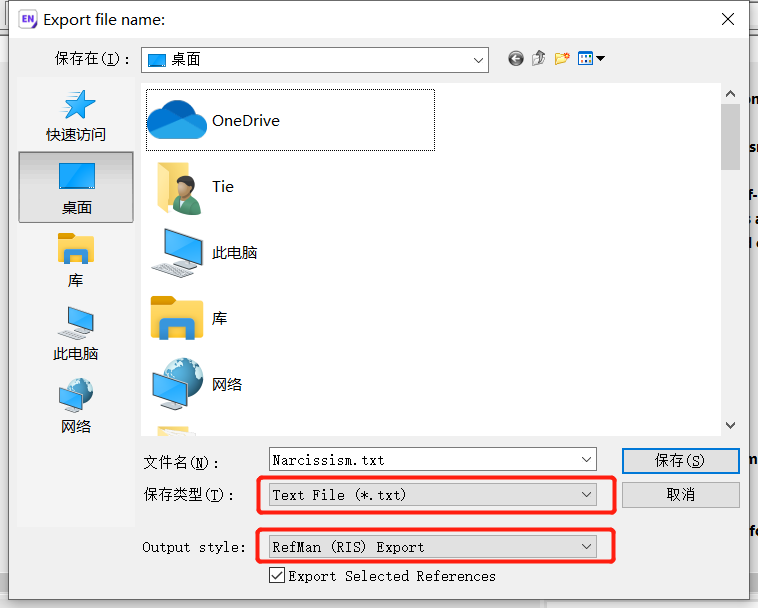 EN Export file name:
保存在(I)：
桌面
快速访问
桌面
库
此电脑
网络
OneDrive
Tie
此电脑
库
网络
文件名(N)：
Narcissism.txt
保存(S)
保存类型(T)：
Text File (*.txt)
取消
Output style:
RefMan (RIS) Export
Export Selected References